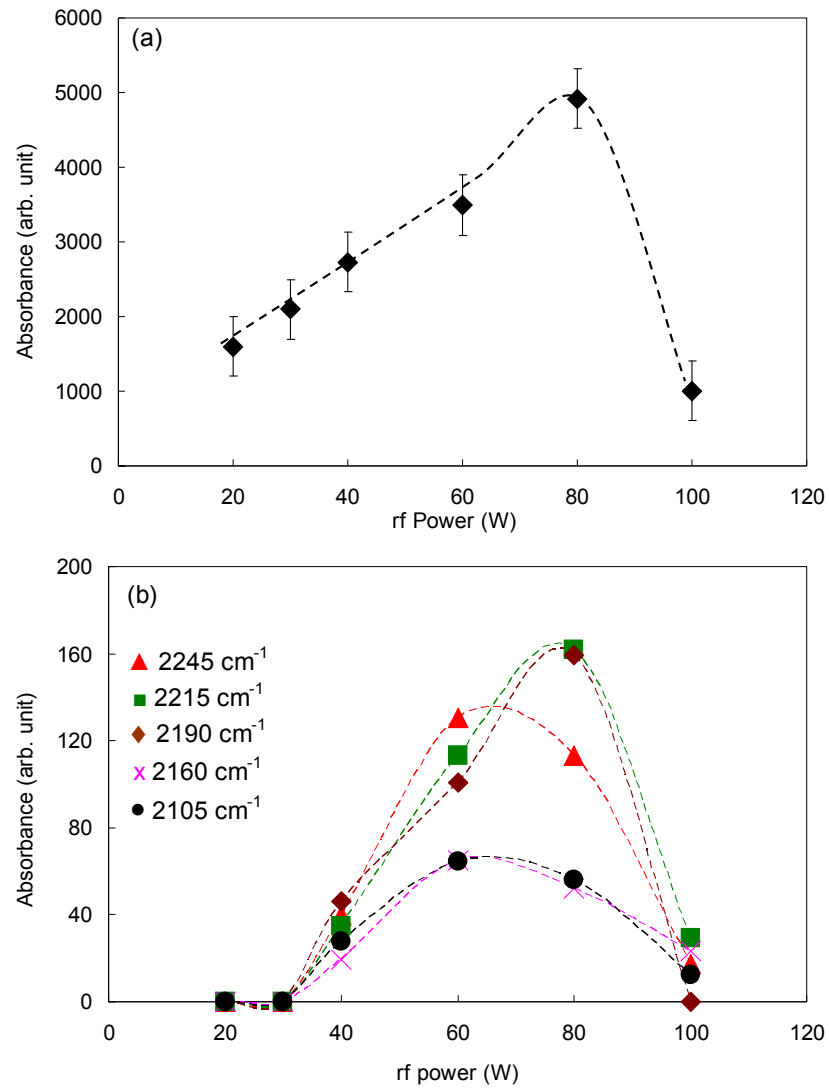 (a)
6000
5000
4000
3000
2000
1000
0
Absorbance (arb. unit)
0 20 40 60 80 100 120
rf Power (W)
(b)
200
160
120
80
40
0
Absorbance (arb. unit)
2245 cm⁻¹
2215 cm⁻¹
2190 cm⁻¹
2160 cm⁻¹
2105 cm⁻¹
0 20 40 60 80 100 120
rf power (W)